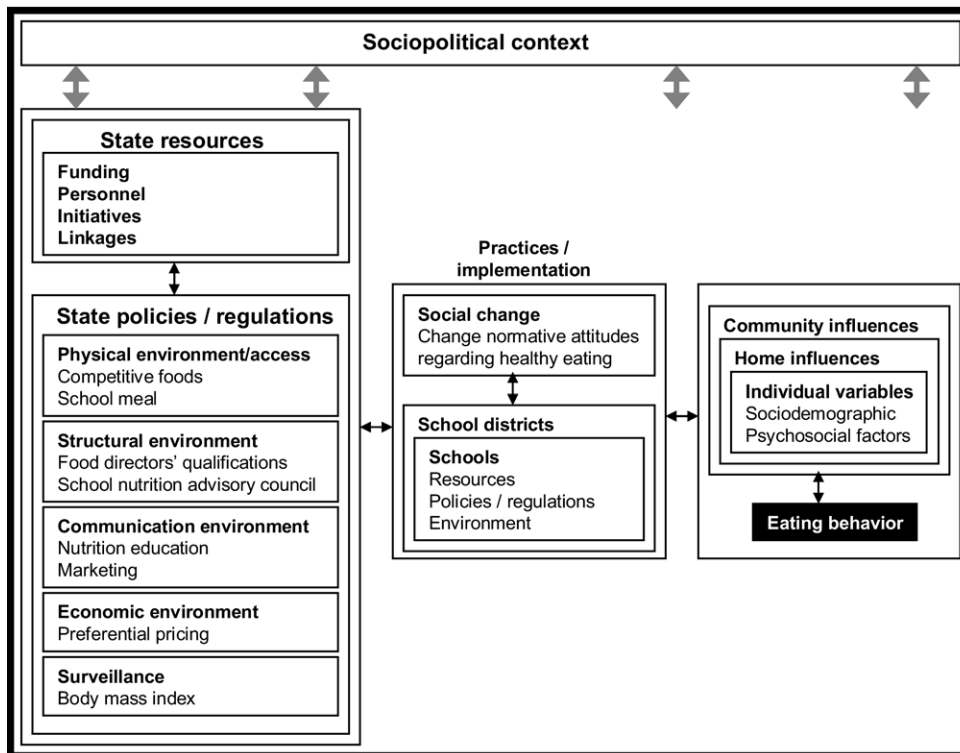 Sociopolitical context
State resources
Funding
Personnel
Initiatives
Linkages
State policies / regulations
Physical environment/access
Competitive foods
School meal
Structural environment
Food directors’ qualifications
School nutrition advisory council
Communication environment
Nutrition education
Marketing
Economic environment
Preferential pricing
Surveillance
Body mass index
Practices /
implementation
Social change
Change normative attitudes
regarding healthy eating
School districts
Schools
Resources
Policies / regulations
Environment
Community influences
Home influences
Individual variables
Sociodemographic
Psychosocial factors
Eating behavior